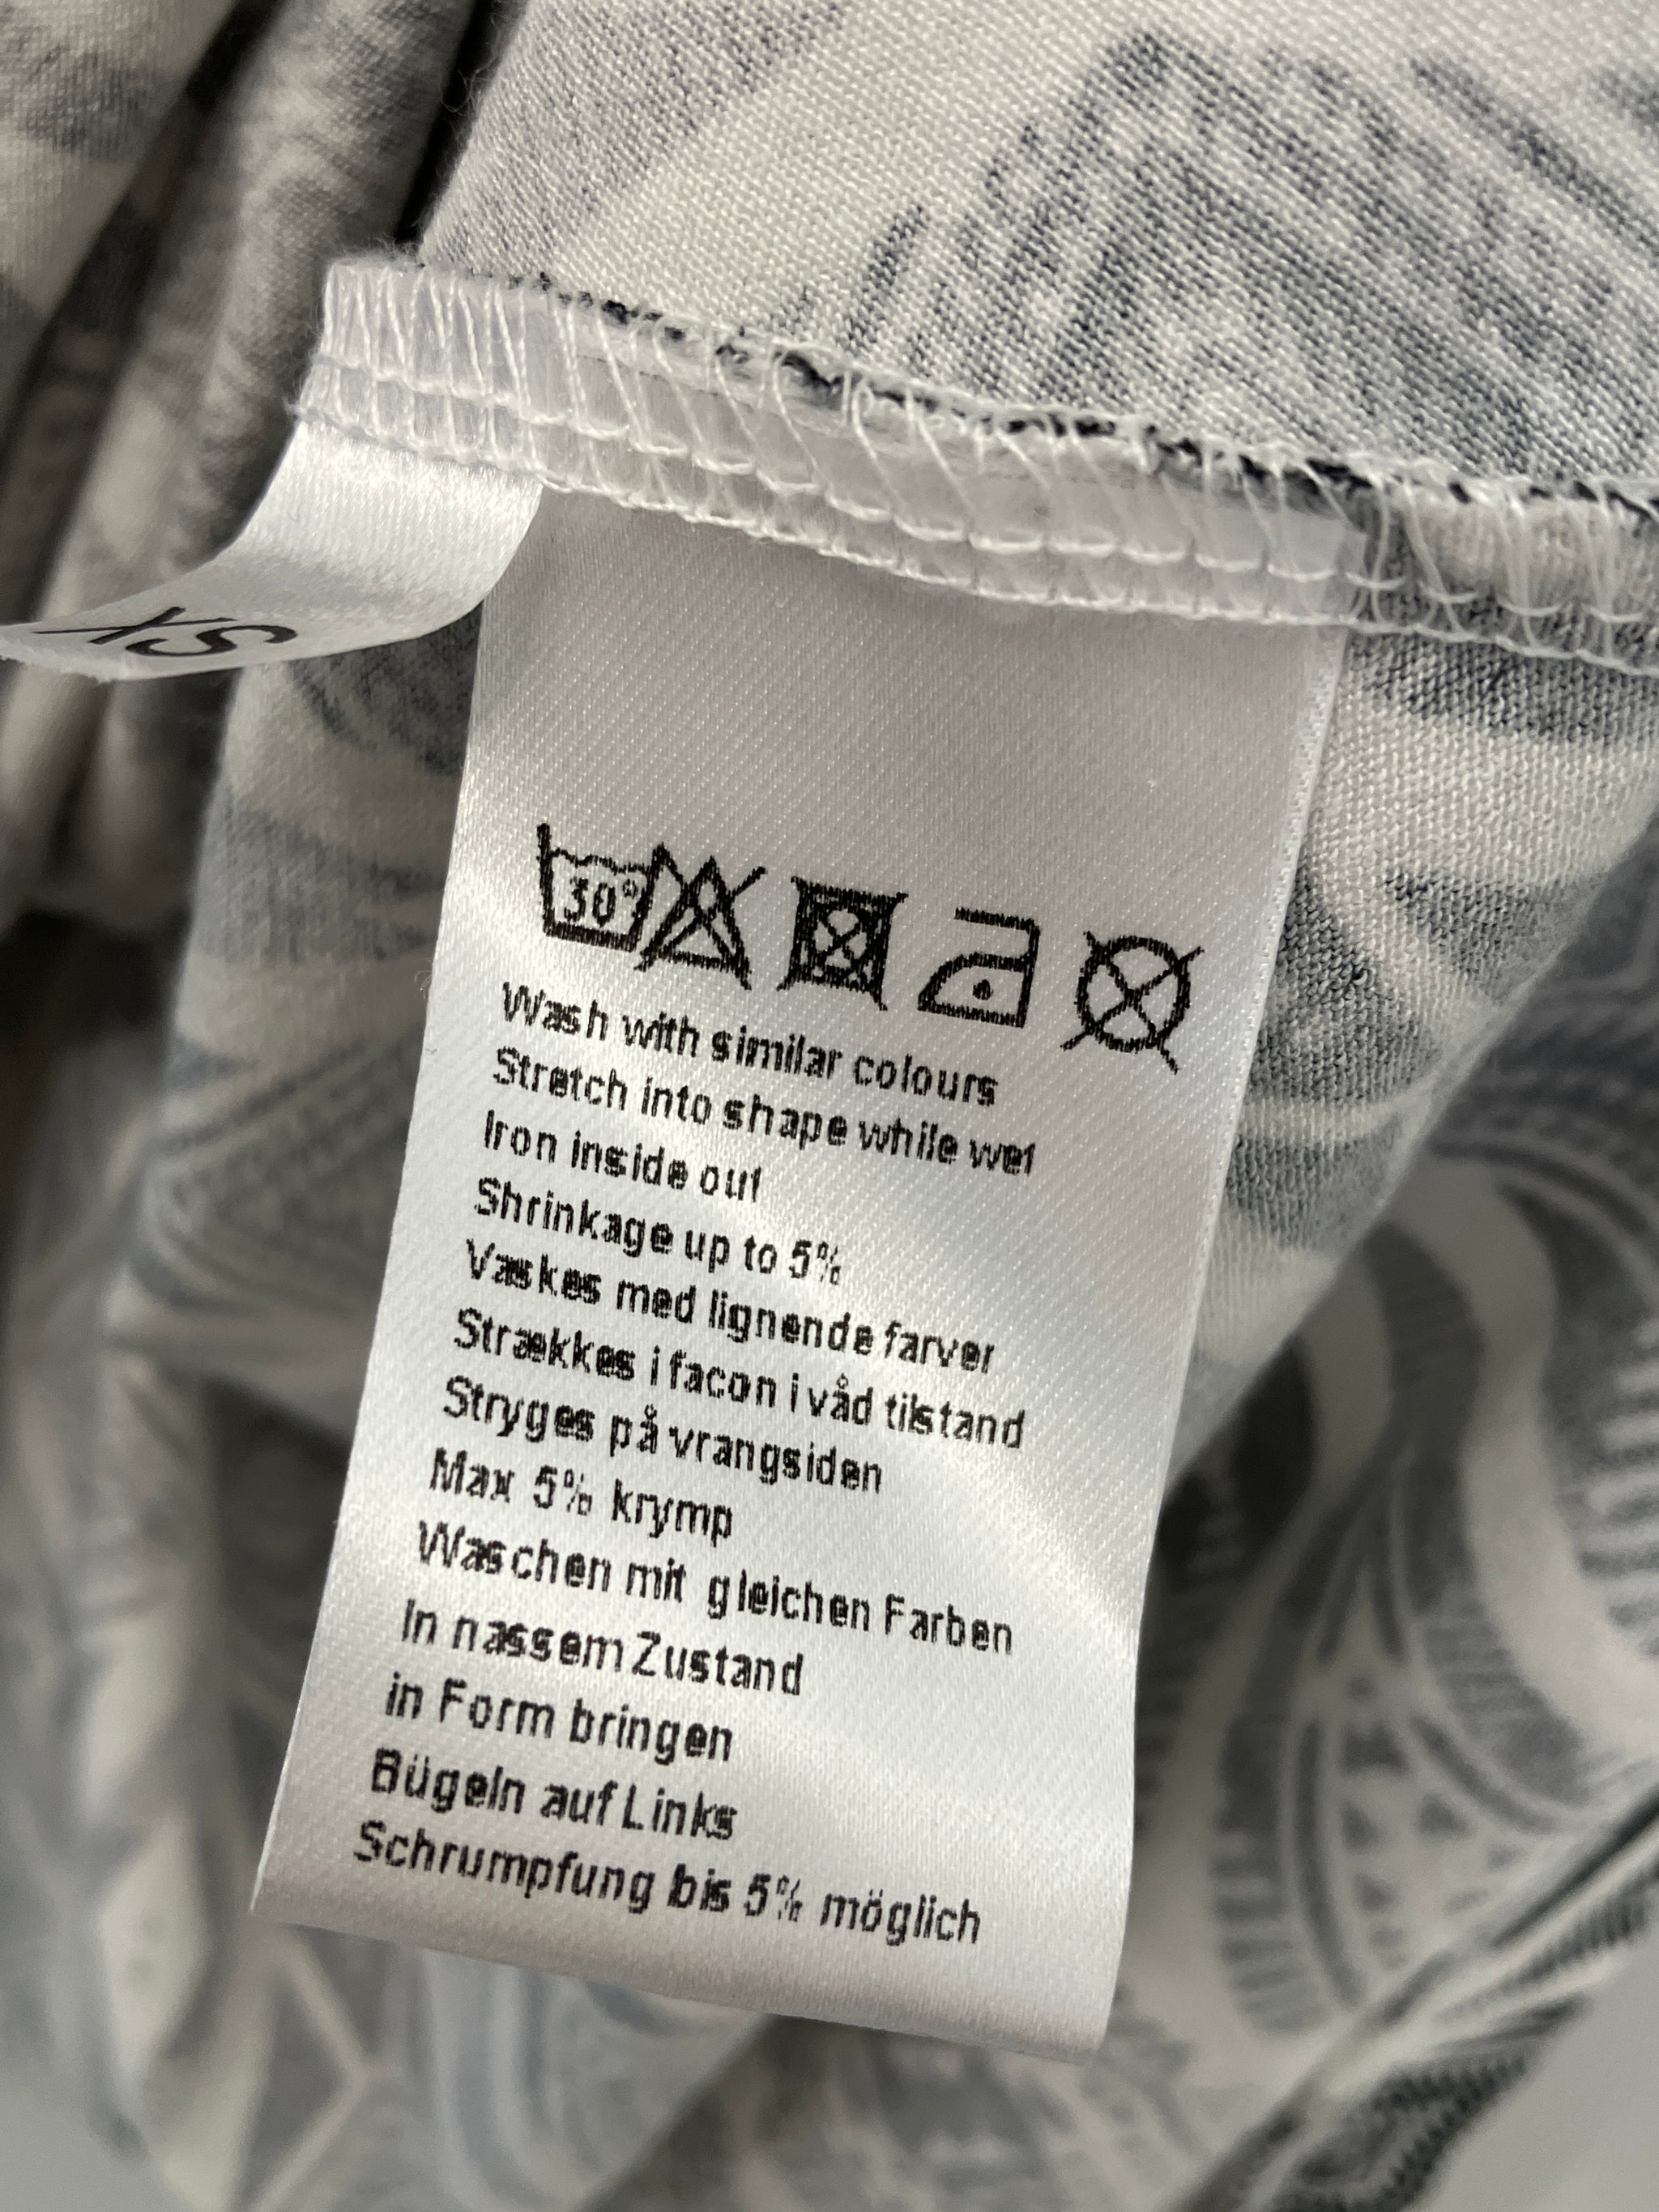 XS
30°
Wash with similar colours
Stretch into shape while wet
Iron inside out
Shrinkage up to 5%
Vaskes med lignende farver
Strækkes i facon i våd tilstand
Stryges på vrangsiden
Max 5% krymp
Waschen mit gleichen Farben
In nassem Zustand
in Form bringen
Bügeln auf Links
Schrumpfung bis 5% möglich